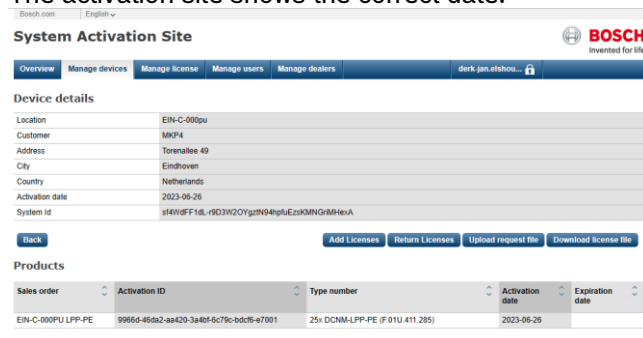 The activation site shows the correct date.
Bosch.com English
System Activation Site
BOSCH
Invented for life
Overview Manage devices Manage license Manage users Manage dealers derk-jan.elshou...
Device details
Location EIN-C-000pu
Customer MKP4
Address Torenallee 49
City Eindhoven
Country Netherlands
Activation date 2023-06-26
System Id sf4WdFF1dL-r9D3W2OYgztN94hpfuEzsKMNGriMHexA
Back Add Licenses Return Licenses Upload request file Download license file
Products
Sales order Activation ID Type number Activation date Expiration date
EIN-C-000PU LPP-PE 9966d-46da2-aa420-3a4bf-6c79c-bdcf6-e7001 25x DCNM-LPP-PE (F.01U.411.285) 2023-06-26